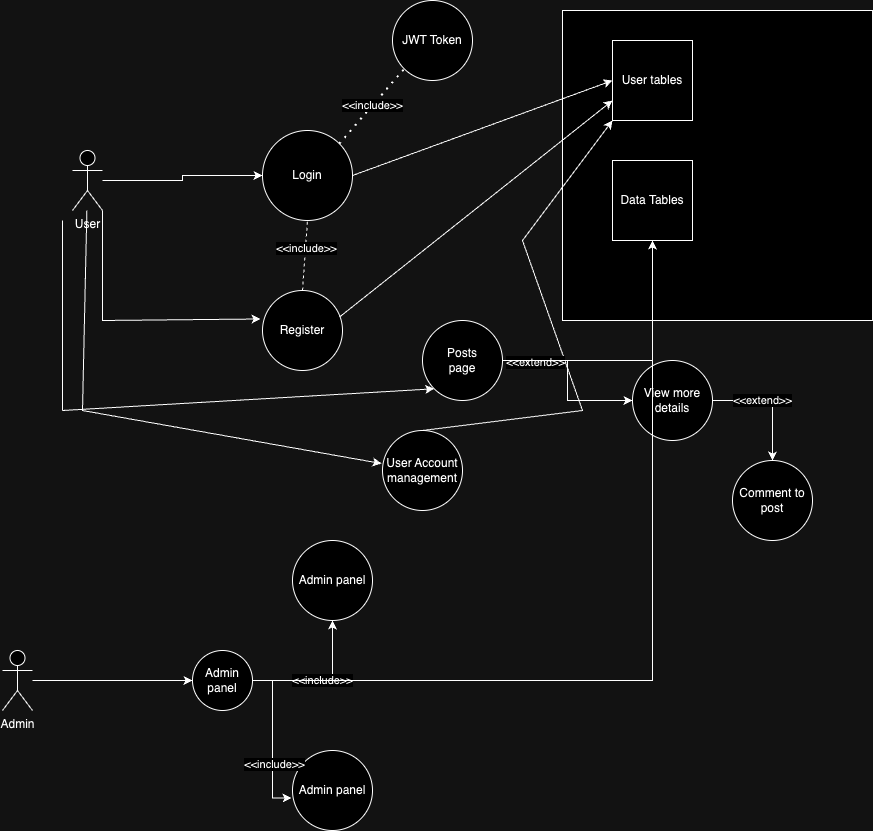 JWT Token
<<include>>
User tables
Login
User
Data Tables
<<include>>
Register
Posts
page
<<extend>>
View more
details
<<extend>>
User Account
management
Comment to
post
Admin panel
Admin
panel
<<include>>
Admin
<<include>>
Admin panel